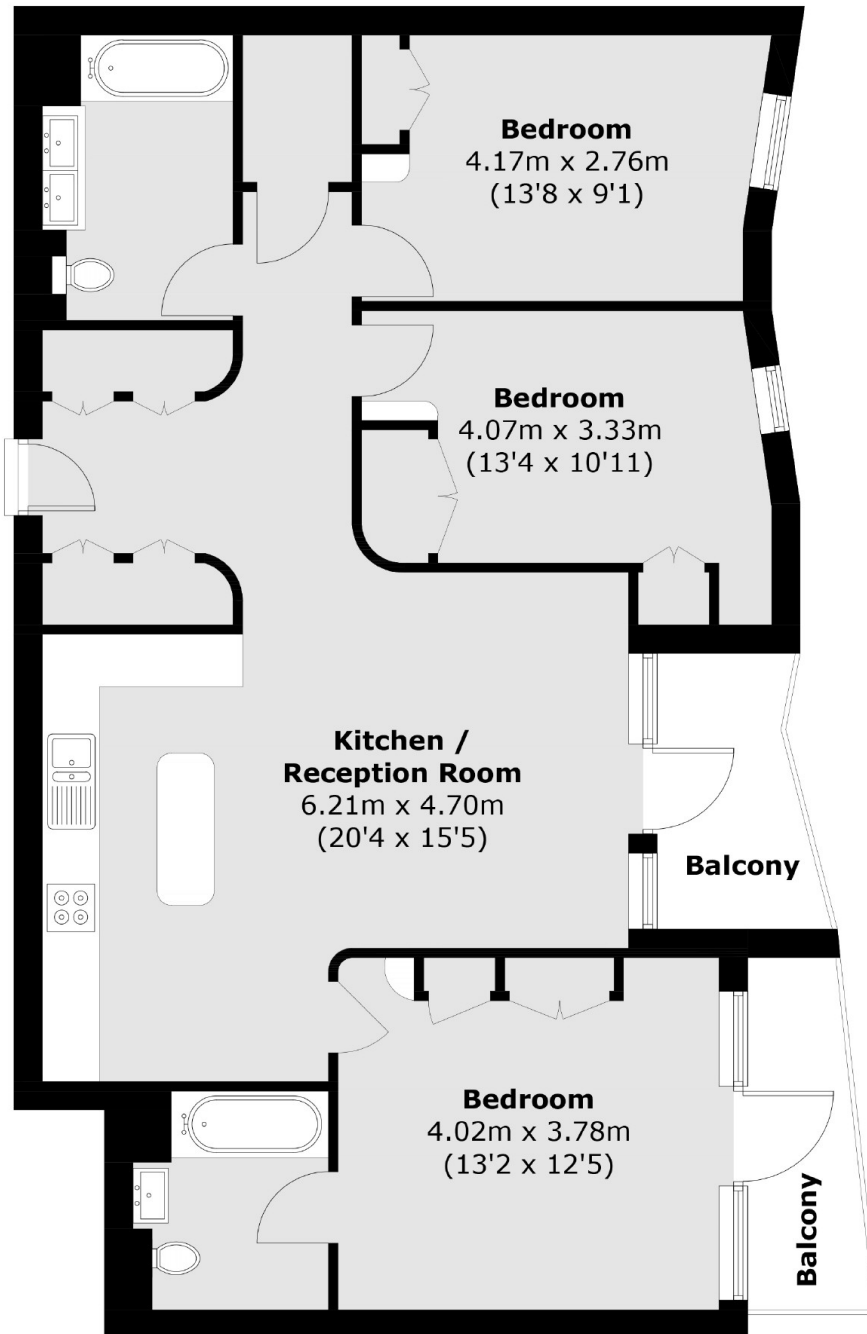 Bedroom
4.17m x 2.76m
(13'8 x 9'1)
Bedroom
4.07m x 3.33m
(13'4 x 10'11)
Kitchen /
Reception Room
6.21m x 4.70m
(20'4 x 15'5)
Balcony
Bedroom
4.02m x 3.78m
(13'2 x 12'5)
Balcony